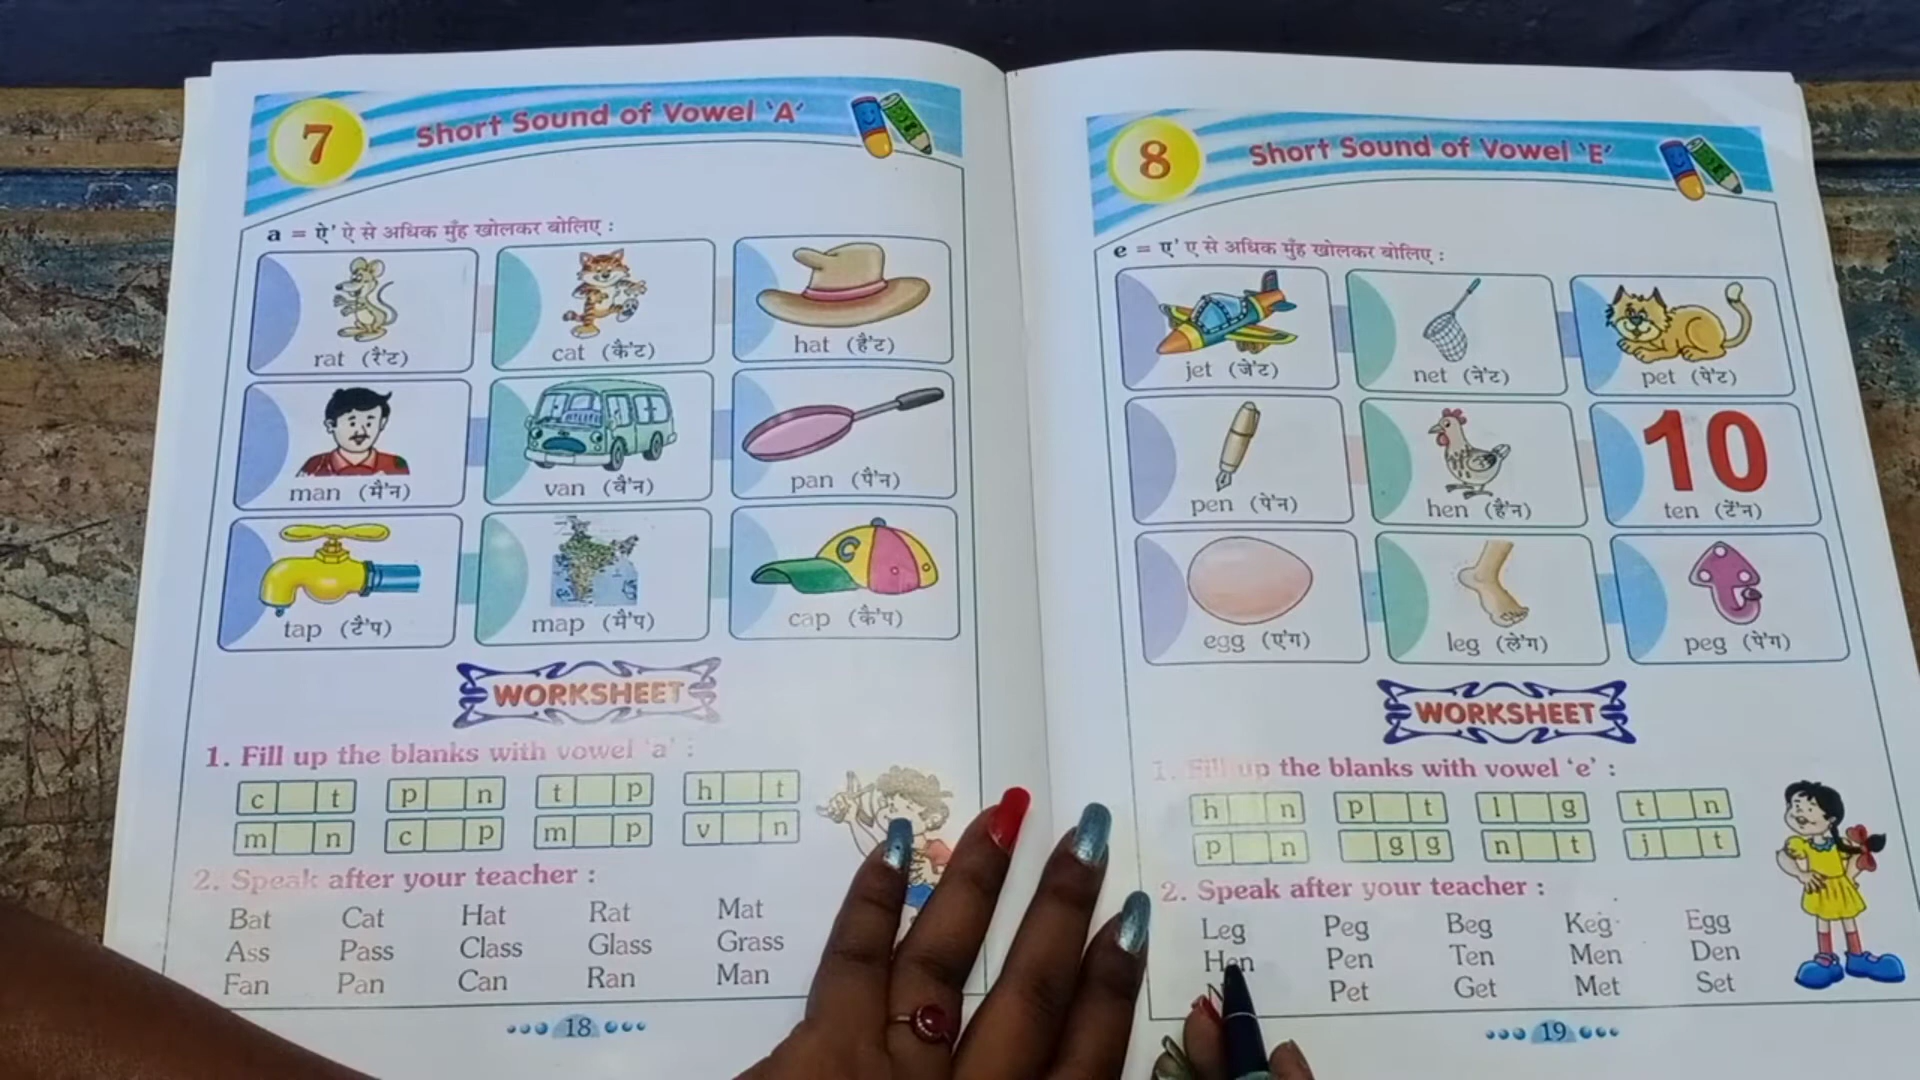 7
Short Sound of Vowel 'A'
a = ऐ' ऐ से अधिक मुँह खोलकर बोलिए :
rat (रै'ट) cat (कै'ट) hat (है'ट)
man (मै'न) van (वै'न) pan (पै'न)
C
tap (टै'प) map (मै'प) cap (कै'प)
WORKSHEET
1. Fill up the blanks with vowel 'a' :
c t p n t p h t
m n c p m p v n
2. Speak after your teacher :
Bat Cat Hat Rat Mat
Ass Pass Class Glass Grass
Fan Pan Can Ran Man
18
8
Short Sound of Vowel 'E'
e = ए' ए से अधिक मुँह खोलकर बोलिए :
jet (जे'ट) net (ने'ट) pet (पे'ट)
10
pen (पे'न) hen (है'न) ten (टें'न)
egg (ए'ग) leg (ले'ग) peg (पे'ग)
WORKSHEET
1. Fill up the blanks with vowel 'e' :
h n p t l g t n
p n g g n t j t
2. Speak after your teacher :
Leg Peg Beg Keg Egg
Hen Pen Ten Men Den
Pet Get Met Set
19